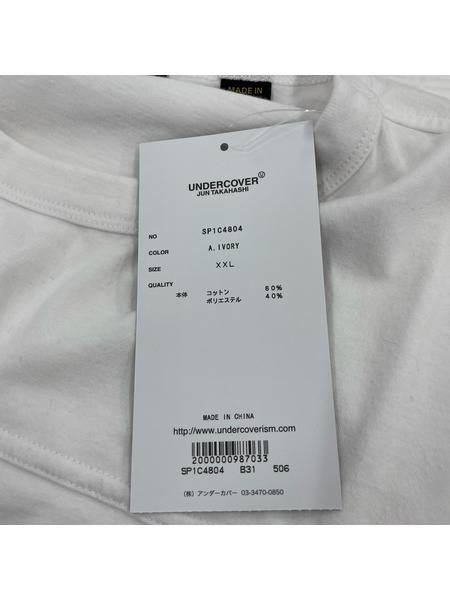 MADE IN
UNDERCOVER Ⓤ
JUN TAKAHASHI
NO SP1C4804
COLOR A.IVORY
SIZE XXL
QUALITY
本体 コットン 60%
ポリエステル 40%
MADE IN CHINA
http://www.undercoverism.com
2000000987033
SP1C4804 B31 506
(株) アンダーカバー 03-3470-0850